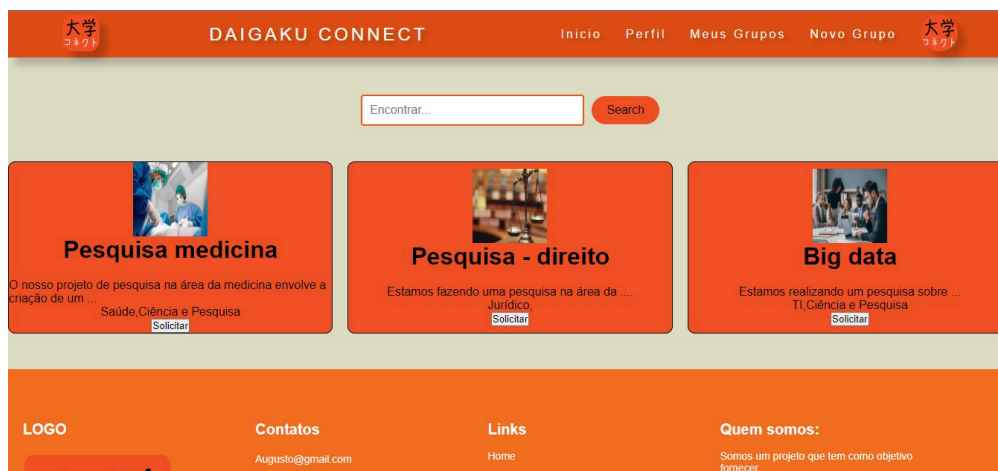 大学
コネクト
DAIGAKU CONNECT
Inicio Perfil Meus Grupos Novo Grupo
大学
コネクト
Encontrar...
Search
Pesquisa medicina
O nosso projeto de pesquisa na área da medicina envolve a
criação de um ...
Saúde,Ciência e Pesquisa
Solicitar
Pesquisa - direito
Estamos fazendo uma pesquisa na área da ....
Jurídico,
Solicitar
Big data
Estamos realizando um pesquisa sobre ...
TI,Ciência e Pesquisa
Solicitar
LOGO
Contatos
Augusto@gmail.com
Links
Home
Quem somos:
Somos um projeto que tem como objetivo
fornecer